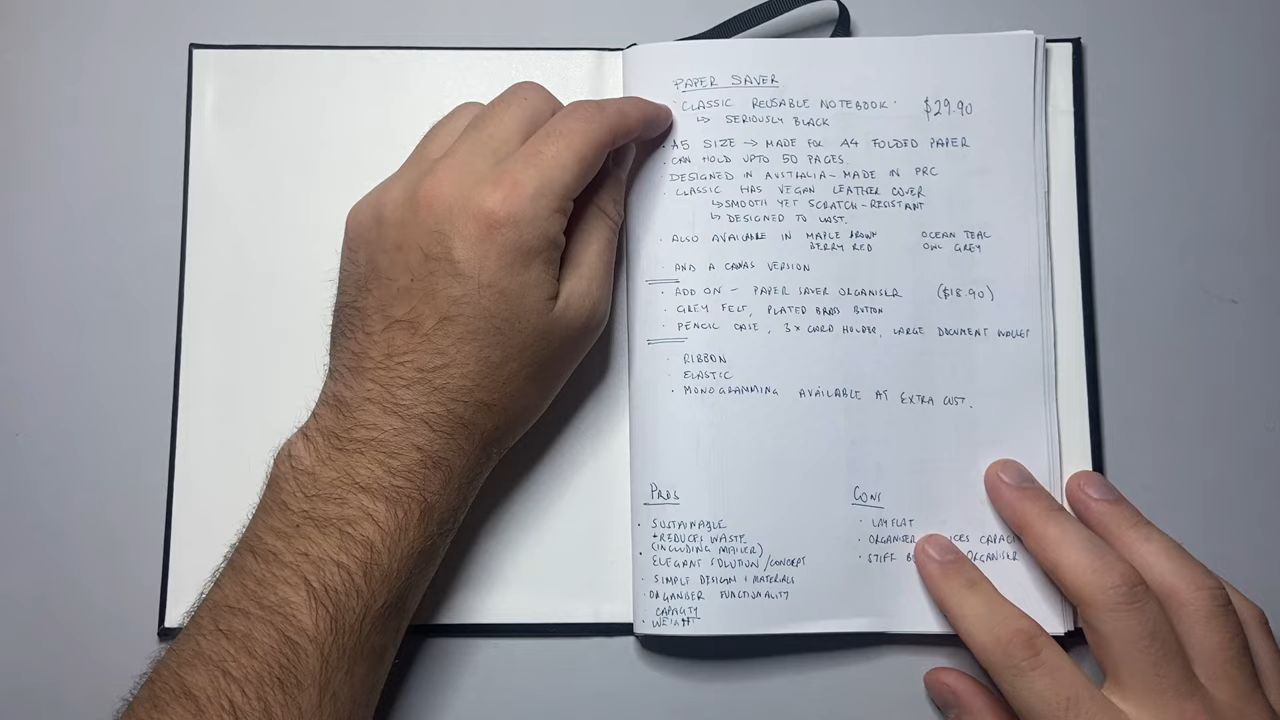 PAPER SAVER
"CLASSIC REUSABLE NOTEBOOK" $29.90
↳ SERIOUSLY BLACK
· A5 SIZE → MADE FOR A4 FOLDED PAPER
· CAN HOLD UPTO 50 PAGES.
· DESIGNED IN AUSTRALIA - MADE IN PRC
· CLASSIC HAS VEGAN LEATHER COVER
↳ SMOOTH YET SCRATCH-RESISTANT
↳ DESIGNED TO LAST.
· ALSO AVAILABLE IN MAPLE BROWN OCEAN TEAL
BERRY RED OWL GREY
· AND A CANVAS VERSION
· ADD ON - PAPER SAVER ORGANISER ($18.90)
· GREY FELT, PLATED BRASS BUTTON
· PENCIL CASE, 3x CARD HOLDER, LARGE DOCUMENT WALLET
· RIBBON
· ELASTIC
· MONOGRAMMING AVAILABLE AT EXTRA COST.
PROS
· SUSTAINABLE
+ REDUCES WASTE
(INCLUDING MAILER)
· ELEGANT SOLUTION / CONCEPT
· SIMPLE DESIGN + MATERIALS
· ORGANISER FUNCTIONALITY
· CAPACITY
· WEIGHT
CONS
· LAY FLAT
· ORGANISER
· STIFF ORGANISER